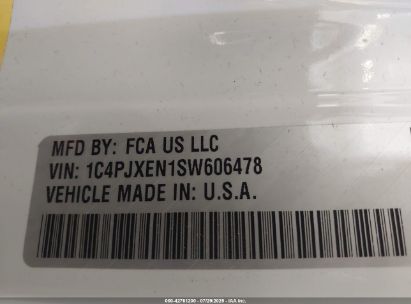 MFD BY: FCA US LLC
VIN: 1C4PJXEN1SW606478
VEHICLE MADE IN: U.S.A.